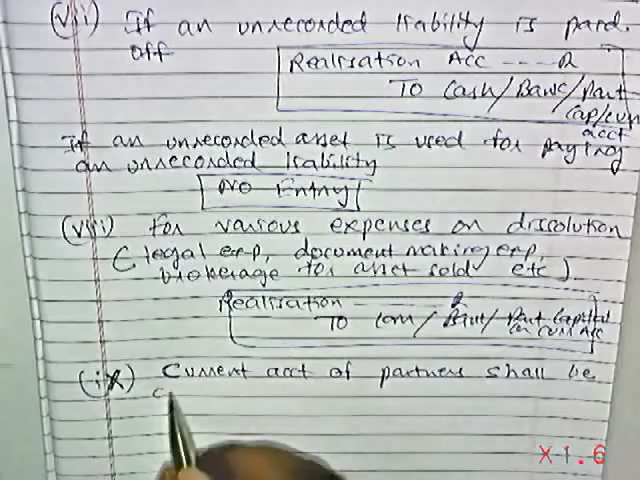 (vii) If an unrecorded liability is paid.
off
Realisation Acc ---- Dr
To Cash/Bank/Part
Cap/curr
acct
If an unrecorded asset is used for paying
an unrecorded liability
No Entry
(viii) for various expenses on dissolution
(legal exp, document making exp,
brokerage for asset sold etc).
Realisation ---- Dr
To Cash/Bank/Part Capital
or curr Acc
(ix) Current acct of partners shall be
c
X1.6